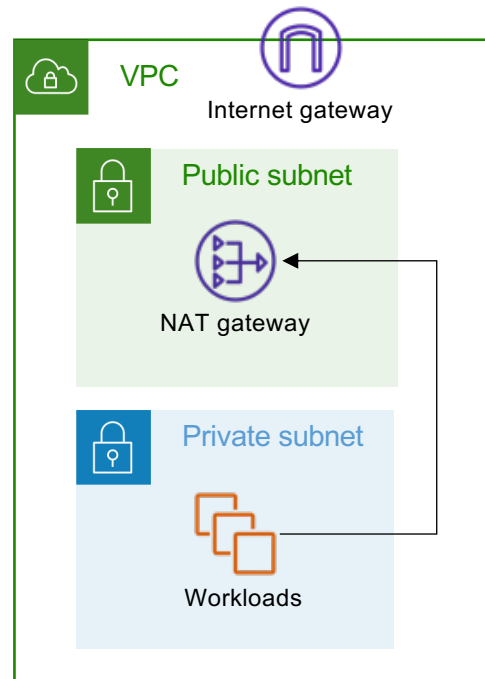 VPC
Internet gateway
Public subnet
NAT gateway
Private subnet
Workloads